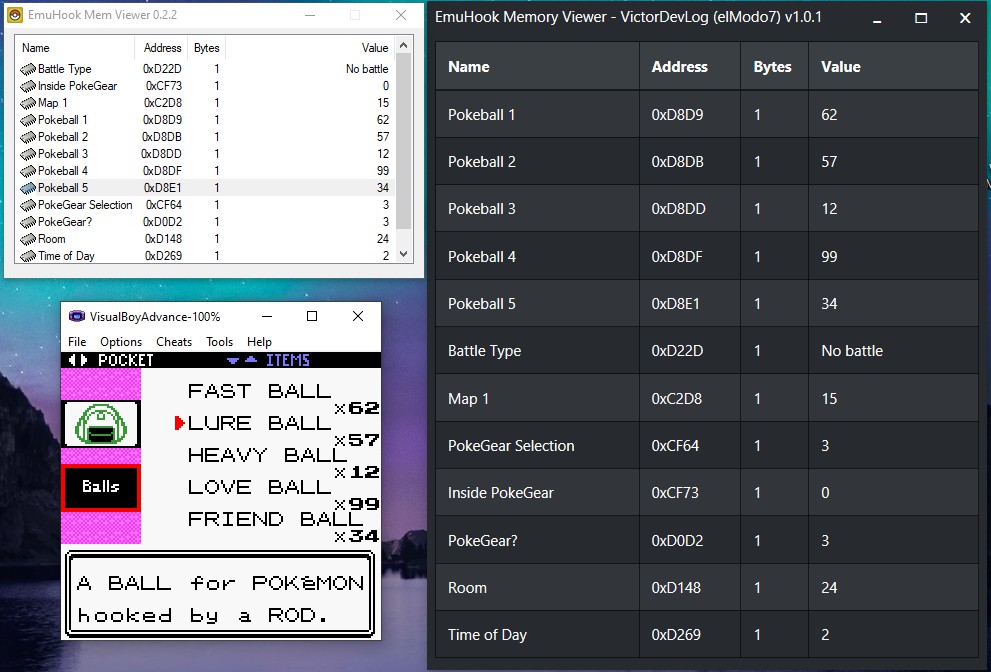 EmuHook Mem Viewer 0.2.2
Name Address Bytes Value
Battle Type 0xD22D 1 No battle
Inside PokeGear 0xCF73 1 0
Map 1 0xC2D8 1 15
Pokeball 1 0xD8D9 1 62
Pokeball 2 0xD8DB 1 57
Pokeball 3 0xD8DD 1 12
Pokeball 4 0xD8DF 1 99
Pokeball 5 0xD8E1 1 34
PokeGear Selection 0xCF64 1 3
PokeGear? 0xD0D2 1 3
Room 0xD148 1 24
Time of Day 0xD269 1 2
VisualBoyAdvance-100%
File Options Cheats Tools Help
POCKET ITEMS
FAST BALL
×62
LURE BALL
×57
HEAVY BALL
×12
LOVE BALL
×99
FRIEND BALL
×34
Balls
A BALL for POKéMON
hooked by a ROD.
EmuHook Memory Viewer - VictorDevLog (elModo7) v1.0.1
Name Address Bytes Value
Pokeball 1 0xD8D9 1 62
Pokeball 2 0xD8DB 1 57
Pokeball 3 0xD8DD 1 12
Pokeball 4 0xD8DF 1 99
Pokeball 5 0xD8E1 1 34
Battle Type 0xD22D 1 No battle
Map 1 0xC2D8 1 15
PokeGear Selection 0xCF64 1 3
Inside PokeGear 0xCF73 1 0
PokeGear? 0xD0D2 1 3
Room 0xD148 1 24
Time of Day 0xD269 1 2